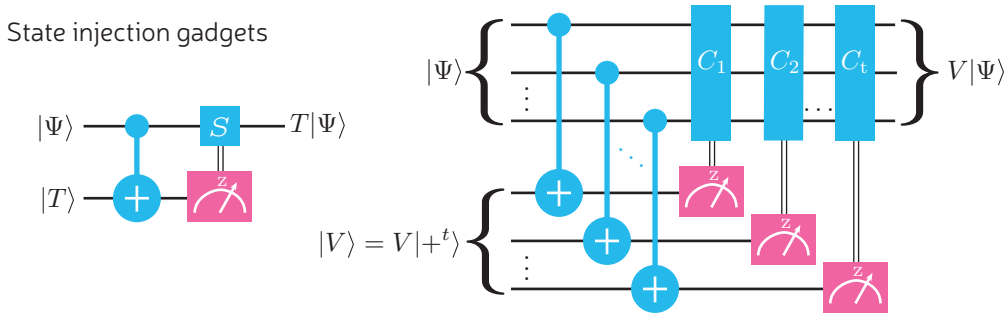 State injection gadgets
|Ψ⟩ S T|Ψ⟩
|T⟩ z
|Ψ⟩ C₁ C₂ ... Cₜ V|Ψ⟩
⋮
z
|V⟩ = V|+ᵗ⟩ z
⋮
z